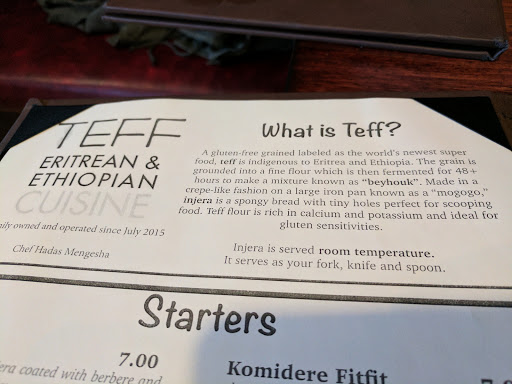 TEFF
ERITREAN &
ETHIOPIAN
CUISINE
owned and operated since July 2015
Chef Hadas Mengesha
What is Teff?
A gluten-free grained labeled as the world's newest super
food, teff is indigenous to Eritrea and Ethiopia. The grain is
grounded into a fine flour which is then fermented for 48+
hours to make a mixture known as "beyhouk". Made in a
crepe-like fashion on a large iron pan known as a "mogogo,"
injera is a spongy bread with tiny holes perfect for scooping
food. Teff flour is rich in calcium and potassium and ideal for
gluten sensitivities.
Injera is served room temperature.
It serves as your fork, knife and spoon.
Starters
7.00
coated with berbere and
Komidere Fitfit